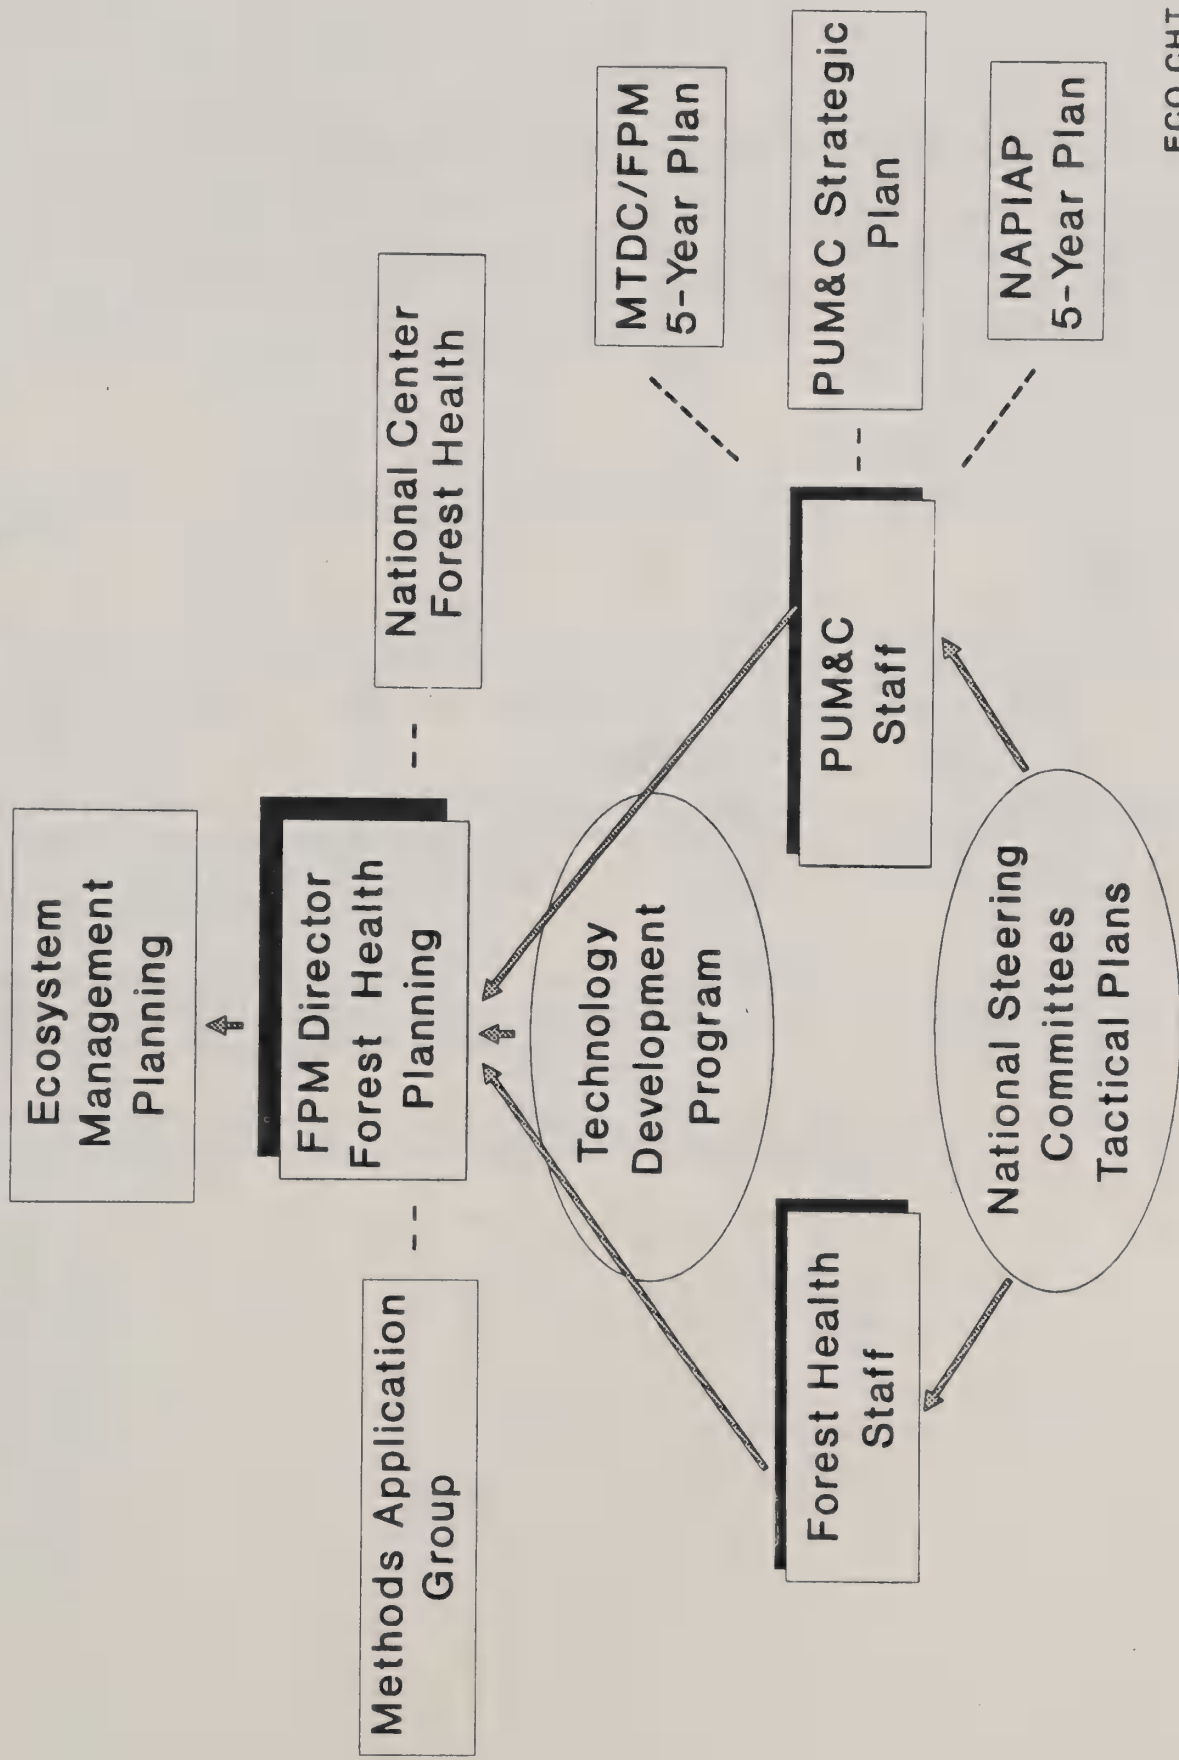 Ecosystem
Management
Planning
Methods Application
Group
FPM Director
Forest Health
Planning
National Center
Forest Health
Technology
Development
Program
MTDC/FPM
5-Year Plan
Forest Health
Staff
PUM&C
Staff
PUM&C Strategic
Plan
National Steering
Committees
Tactical Plans
NAPIAP
5-Year Plan
ECO.CHT